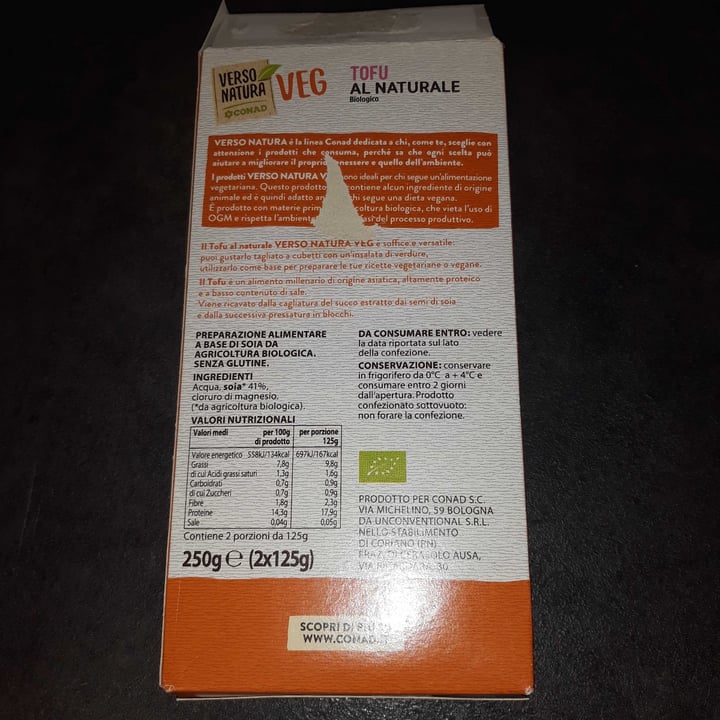 VERSO
NATURA
CONAD
VEG
TOFU
AL NATURALE
Biologico
VERSO NATURA è la linea Conad dedicata a chi, come te, sceglie con
attenzione i prodotti che consuma, perché sa che ogni scelta può
aiutare a migliorare il proprio benessere e quello dell'ambiente.
I prodotti VERSO NATURA V sono ideali per chi segue un'alimentazione
vegetariana. Questo prodotto contiene alcun ingrediente di origine
animale ed è quindi adatto an chi segue una dieta vegana.
È prodotto con materie prim coltura biologica, che vieta l'uso di
OGM e rispetta l'ambiente asi del processo produttivo.
Il Tofu al naturale VERSO NATURA VEG è soffice e versatile:
puoi gustarlo tagliato a cubetti con un'insalata di verdure,
utilizzarlo come base per preparare le tue ricette vegetariane o vegane.
Il Tofu è un alimento millenario di origine asiatica, altamente proteico
e a basso contenuto di sale.
Viene ricavato dalla cagliatura del succo estratto dai semi di soia
e dalla successiva pressatura in blocchi.
PREPARAZIONE ALIMENTARE
A BASE DI SOIA DA
AGRICOLTURA BIOLOGICA.
SENZA GLUTINE.
INGREDIENTI
Acqua, soia* 41%,
cloruro di magnesio.
(*da agricoltura biologica).
VALORI NUTRIZIONALI
Valori medi per 100g di prodotto per porzione 125g
Valore energetico 558kJ/134kcal 697kJ/167kcal
Grassi 7,8g 9,8g
di cui Acidi grassi saturi 1,3g 1,6g
Carboidrati 0,7g 0,9g
di cui Zuccheri 0,7g 0,9g
Fibre 1,8g 2,3g
Proteine 14,3g 17,9g
Sale 0,04g 0,05g
Contiene 2 porzioni da 125g
250g e (2x125g)
DA CONSUMARE ENTRO: vedere
la data riportata sul lato
della confezione.
CONSERVAZIONE: conservare
in frigorifero da 0°C a + 4°C e
consumare entro 2 giorni
dall'apertura. Prodotto
confezionato sottovuoto:
non forare la confezione.
PRODOTTO PER CONAD S.C.
VIA MICHELINO, 59 BOLOGNA
DA UNCONVENTIONAL S.R.L.
NELLO STABILIMENTO
DI CORIANO (RN)
FRAZ. DI CERASOLO AUSA,
VIA 30
SCOPRI DI PIÙ SU
WWW.CONAD.IT